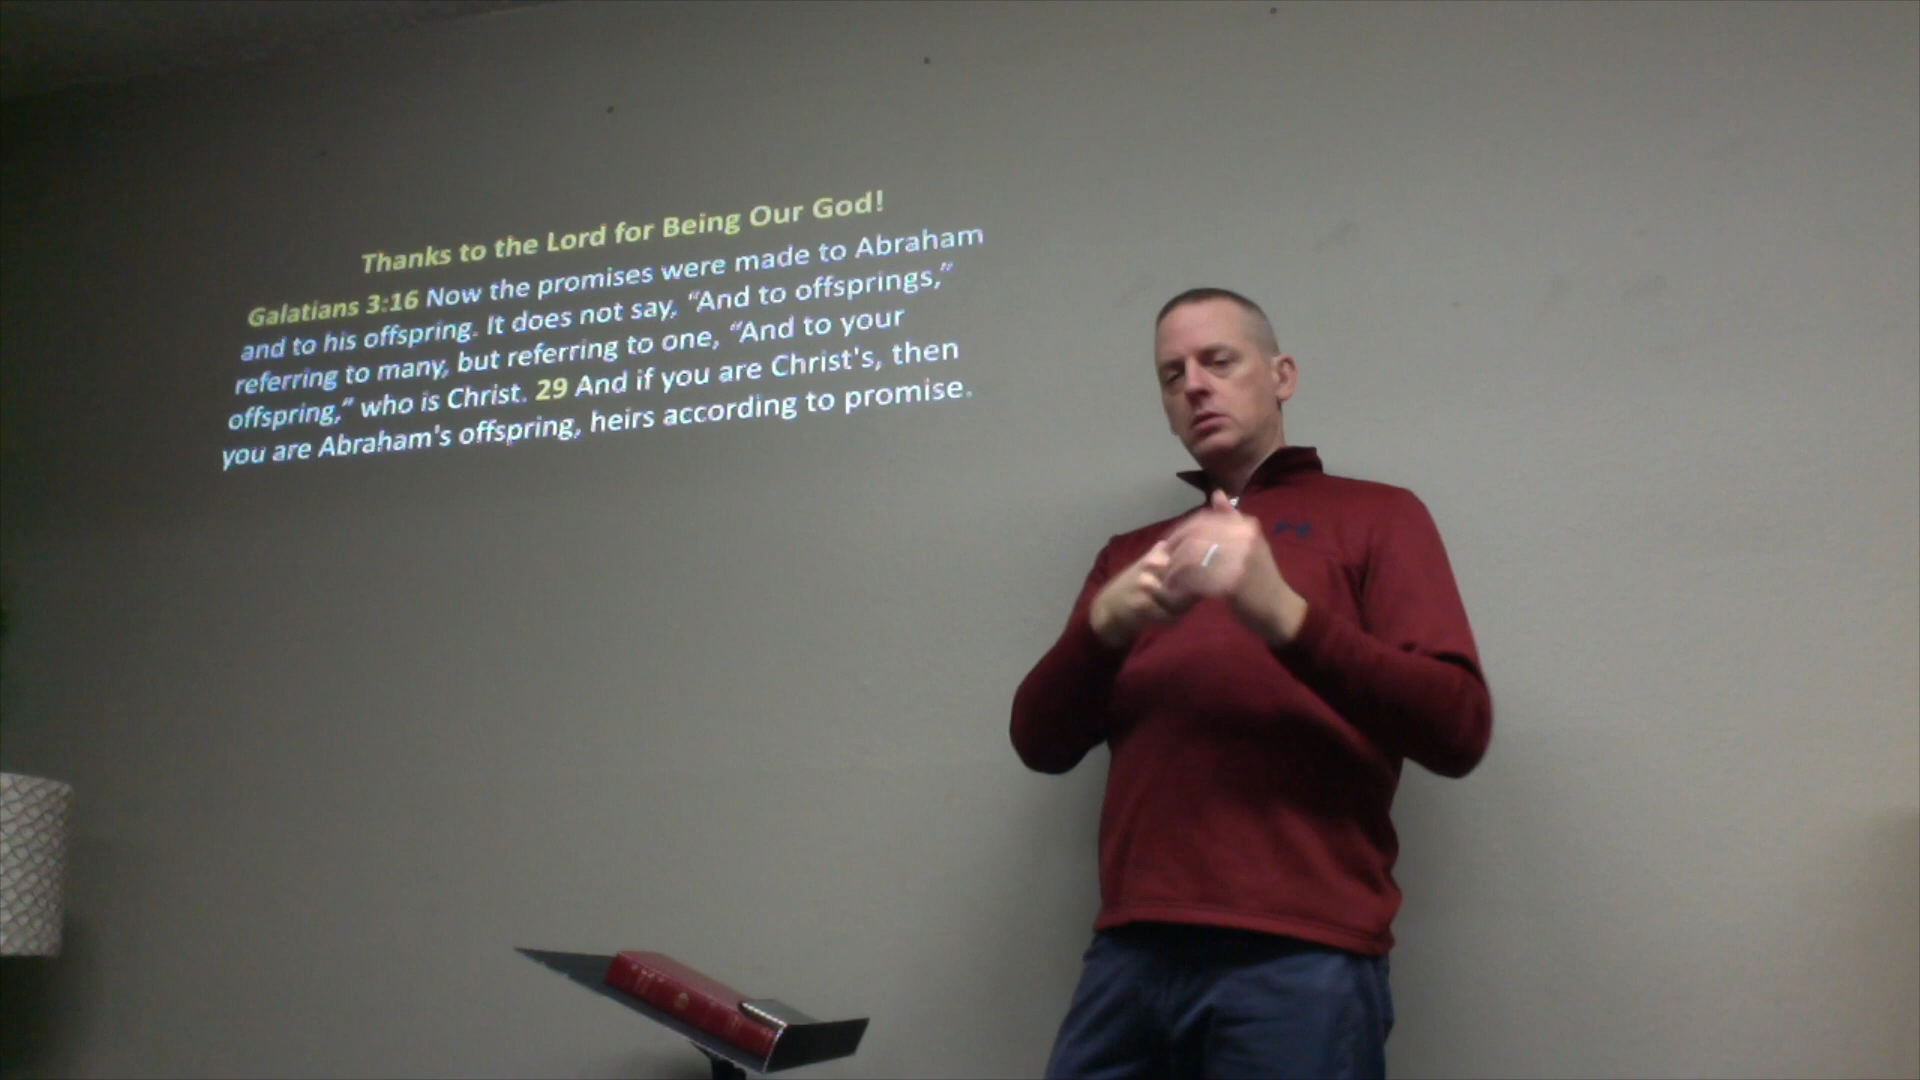 Thanks to the Lord for Being Our God!
Galatians 3:16 Now the promises were made to Abraham
and to his offspring. It does not say, “And to offsprings,”
referring to many, but referring to one, “And to your
offspring,” who is Christ. 29 And if you are Christ's, then
you are Abraham's offspring, heirs according to promise.